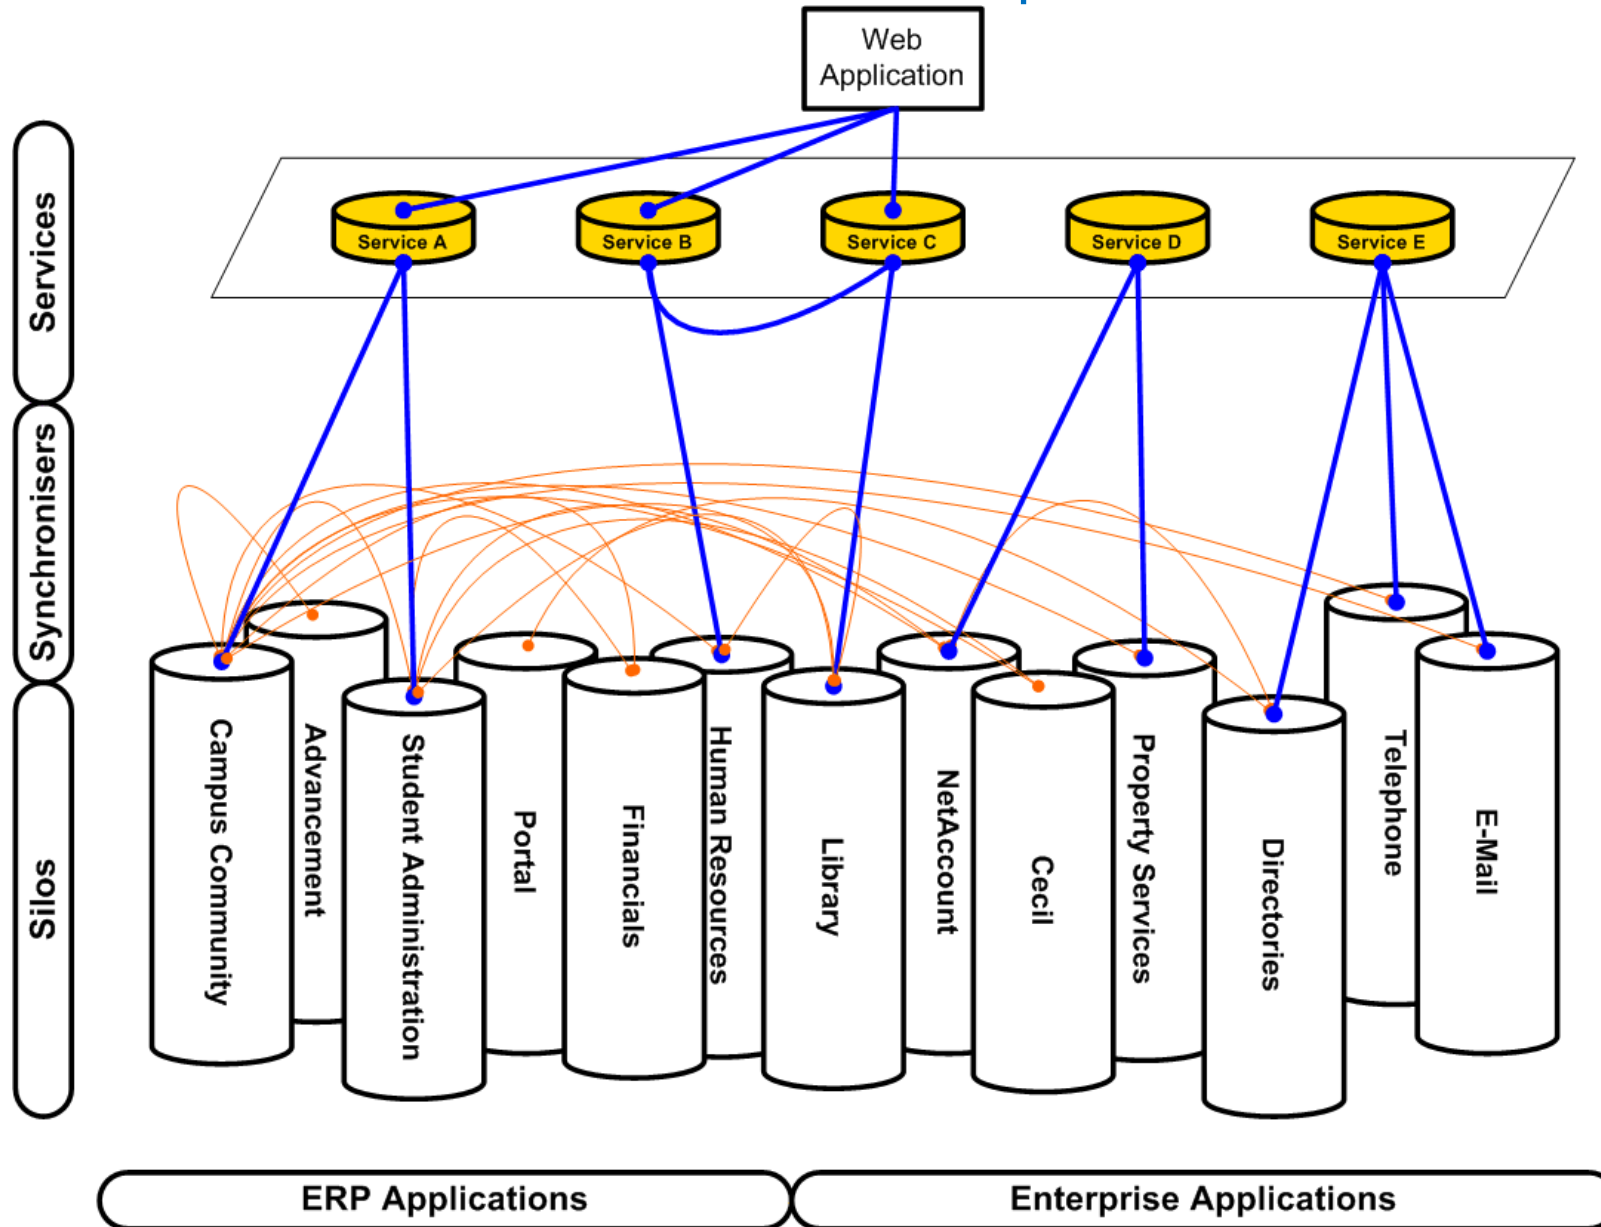 Web
Application
Services
Service A
Service B
Service C
Service D
Service E
Synchronisers
Silos
Campus Community
Advancement
Student Administration
Portal
Financials
Human Resources
Library
NetAccount
Cecil
Property Services
Directories
Telephone
E-Mail
ERP Applications
Enterprise Applications